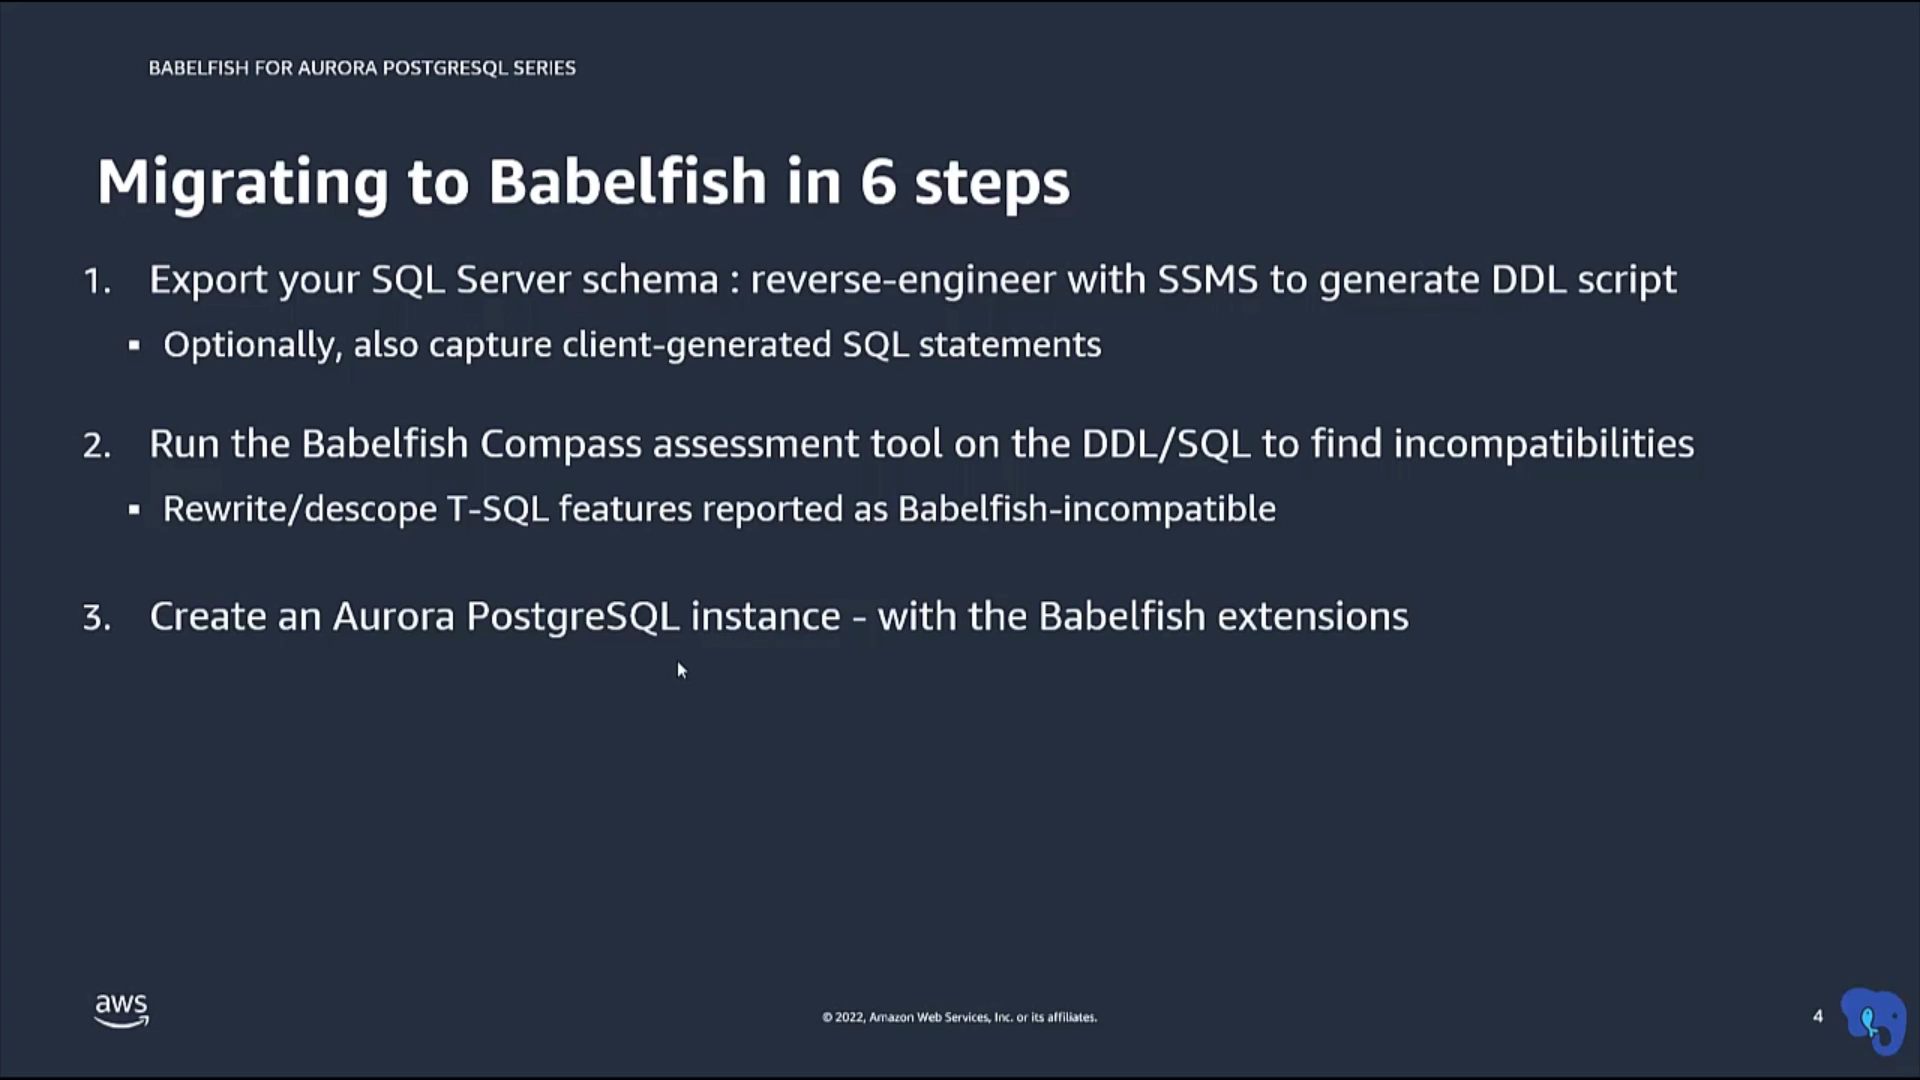 BABELFISH FOR AURORA POSTGRESQL SERIES
Migrating to Babelfish in 6 steps
1. Export your SQL Server schema : reverse-engineer with SSMS to generate DDL script
▪ Optionally, also capture client-generated SQL statements
2. Run the Babelfish Compass assessment tool on the DDL/SQL to find incompatibilities
▪ Rewrite/descope T-SQL features reported as Babelfish-incompatible
3. Create an Aurora PostgreSQL instance - with the Babelfish extensions
aws
© 2022, Amazon Web Services, Inc. or its affiliates.
4